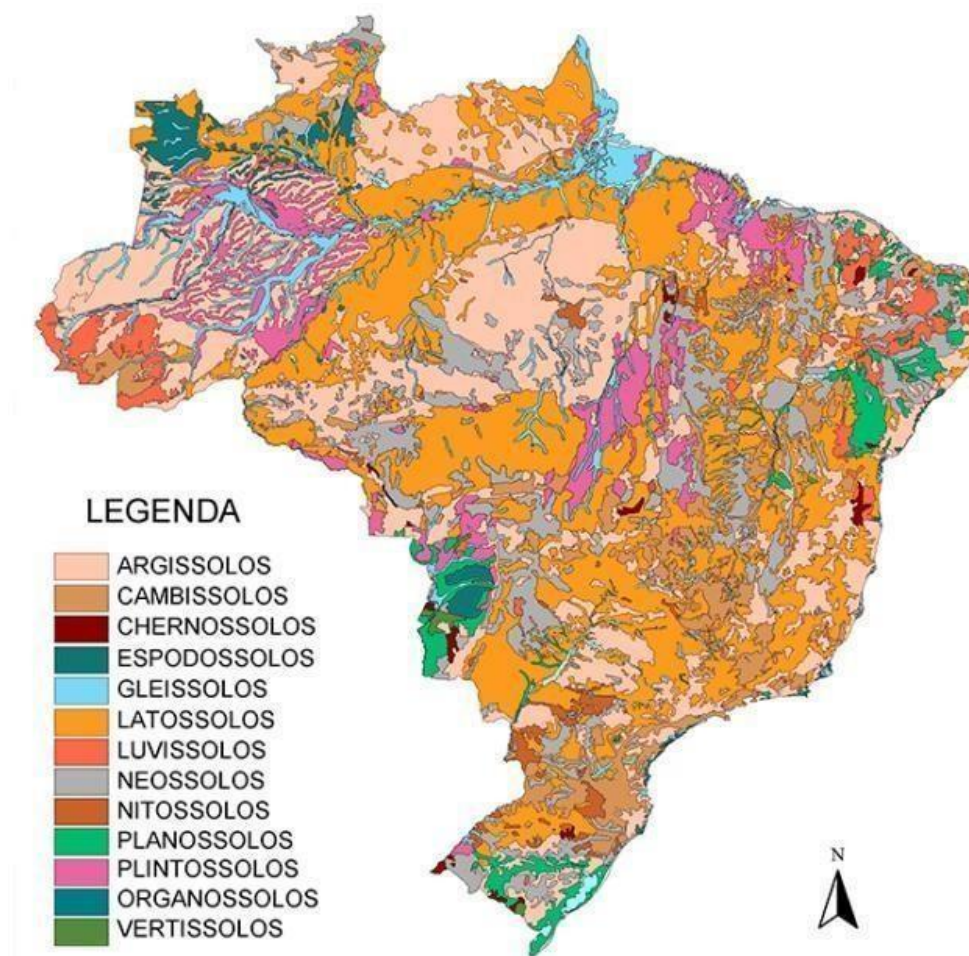 N
LEGENDA
ARGISSOLOS
CAMBISSOLOS
CHERNOSSOLOS
ESPODOSSOLOS
GLEISSOLOS
LATOSSOLOS
LUVISSOLOS
NEOSSOLOS
NITOSSOLOS
PLANOSSOLOS
PLINTOSSOLOS
ORGANOSSOLOS
VERTISSOLOS